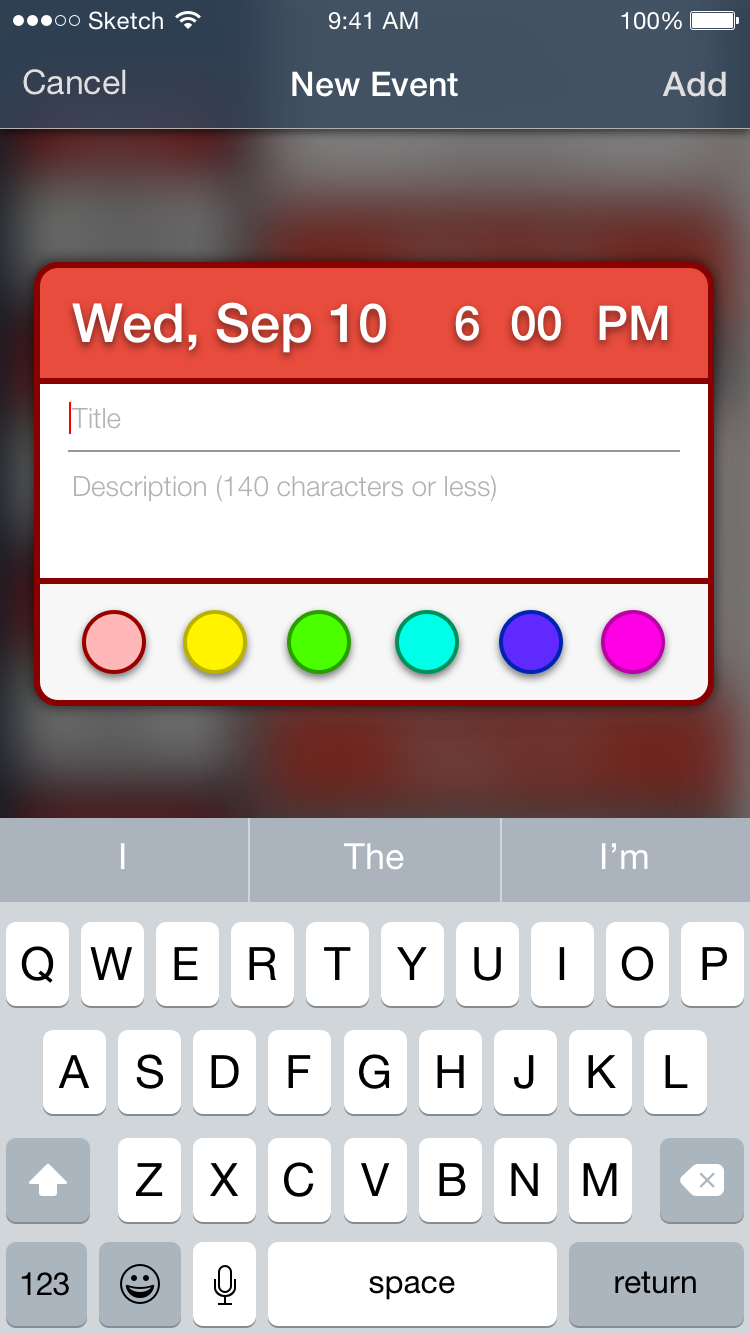 Sketch 9:41 AM 100%
Cancel New Event Add
Wed, Sep 10 6 00 PM
Title
Description (140 characters or less)
I The I’m
Q W E R T Y U I O P
A S D F G H J K L
Z X C V B N M
123 space return